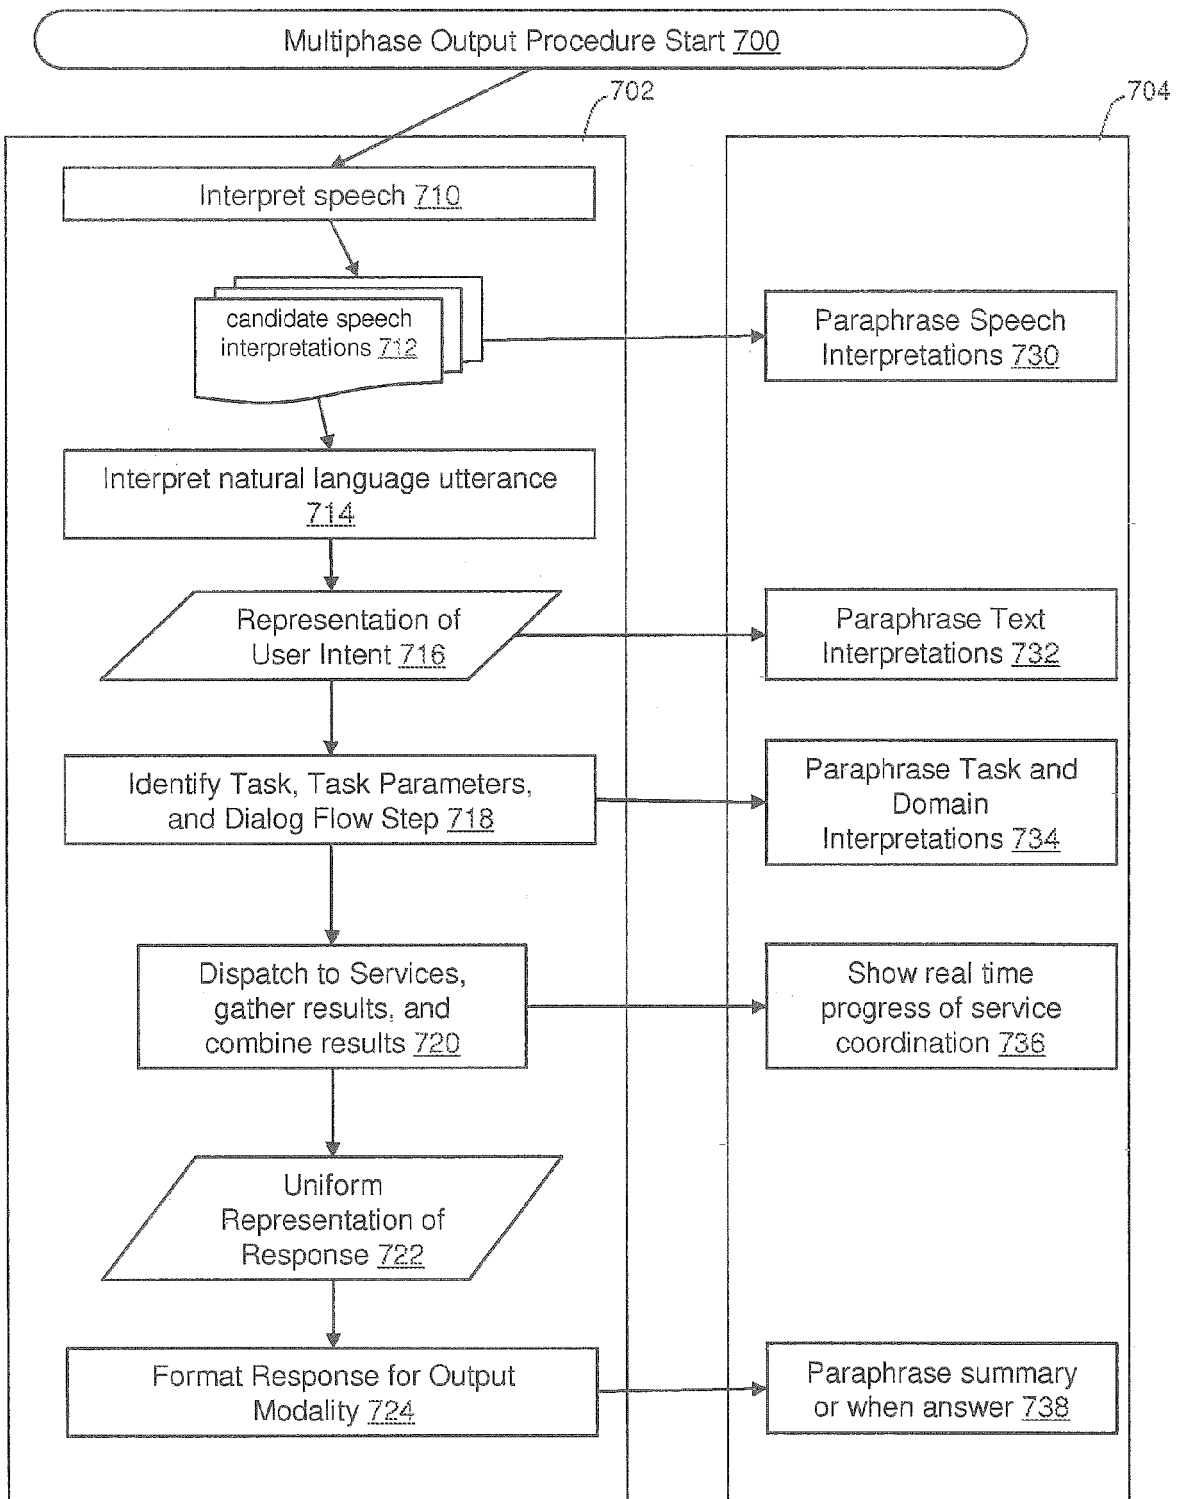 Multiphase Output Procedure Start 700
702
704
Interpret speech 710
candidate speech
interpretations 712
Paraphrase Speech
Interpretations 730
Interpret natural language utterance
714
Representation of
User Intent 716
Paraphrase Text
Interpretations 732
Identify Task, Task Parameters,
and Dialog Flow Step 718
Paraphrase Task and
Domain
Interpretations 734
Dispatch to Services,
gather results, and
combine results 720
Show real time
progress of service
coordination 736
Uniform
Representation of
Response 722
Format Response for Output
Modality 724
Paraphrase summary
or when answer 738